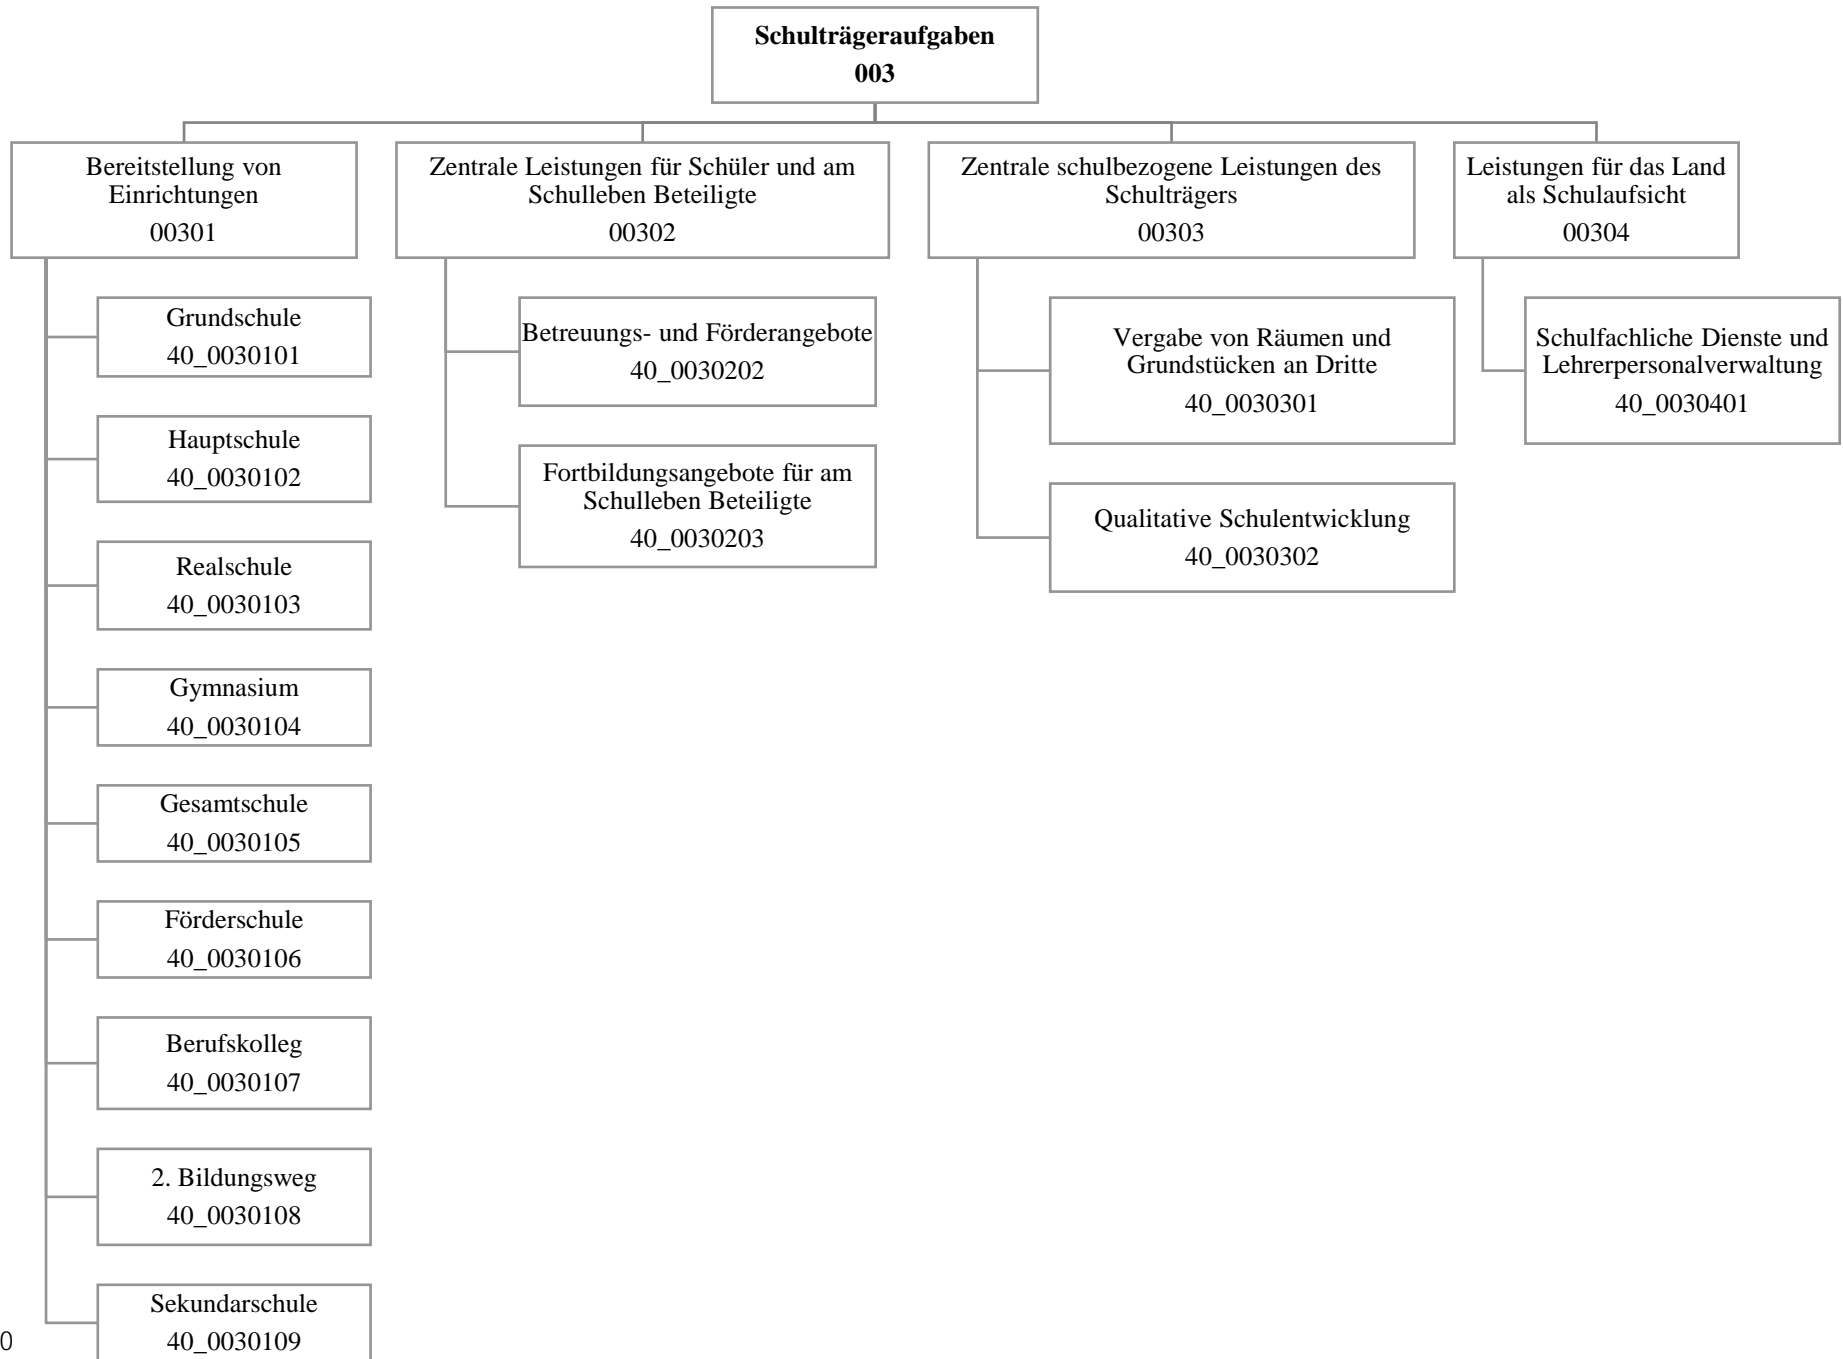 Schulträgeraufgaben
003
Bereitstellung von
Einrichtungen
00301
Grundschule
40_0030101
Hauptschule
40_0030102
Realschule
40_0030103
Gymnasium
40_0030104
Gesamtschule
40_0030105
Förderschule
40_0030106
Berufskolleg
40_0030107
2. Bildungsweg
40_0030108
Sekundarschule
40_0030109
Zentrale Leistungen für Schüler und am
Schulleben Beteiligte
00302
Betreuungs- und Förderangebote
40_0030202
Fortbildungsangebote für am
Schulleben Beteiligte
40_0030203
Zentrale schulbezogene Leistungen des
Schulträgers
00303
Vergabe von Räumen und
Grundstücken an Dritte
40_0030301
Qualitative Schulentwicklung
40_0030302
Leistungen für das Land
als Schulaufsicht
00304
Schulfachliche Dienste und
Lehrerpersonalverwaltung
40_0030401
0